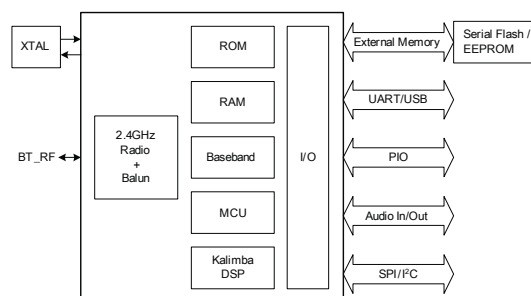 XTAL
BT_RF
2.4GHz
Radio
+
Balun
ROM
RAM
Baseband
MCU
Kalimba
DSP
I/O
External Memory
Serial Flash /
EEPROM
UART/USB
PIO
Audio In/Out
SPI/I²C